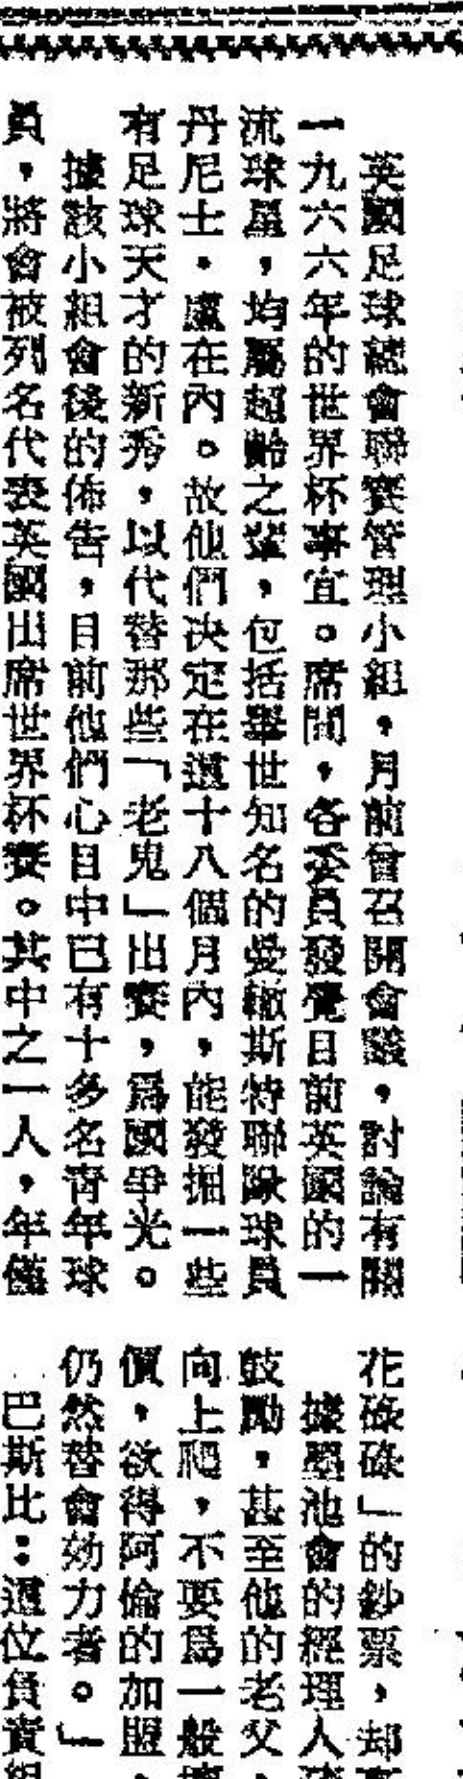 英國足球總會聯賽管理小組，月前曾召開會議，討論有關
一九六六年的世界杯事宜。席間，各委員發覺目前英國的一
流球星，均屬超齡之輩，包括舉世知名的曼徹斯特聯隊球員
丹尼士．盧在內。故他們決定在這十八個月內，能發掘一些
有足球天才的新秀，以代替那些「老鬼」出賽，爲國爭光。
據該小組會後的佈告，目前他們心目中已有十多名青年球
員，將會被列名代表英國出席世界杯賽。其中之一人，年僅
花碌碌」的鈔票，却
據墨池會的經理人
鼓勵，甚至他的老父，
向上爬，不要爲一般
價，欲得阿倫的加盟，
仍然替會効力者。」
巴斯比：這位負責